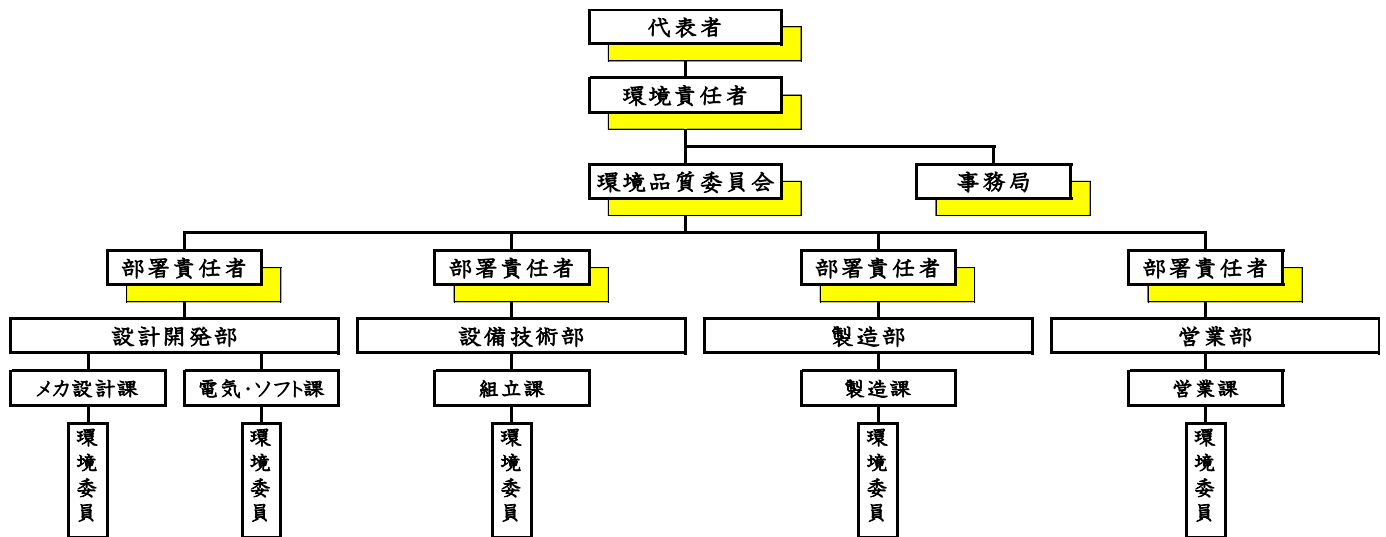 代表者
環境責任者
環境品質委員会
事務局
部署責任者
部署責任者
部署責任者
部署責任者
設計開発部
設備技術部
製造部
営業部
メカ設計課
電気・ソフト課
組立課
製造課
営業課
環境委員
環境委員
環境委員
環境委員
環境委員